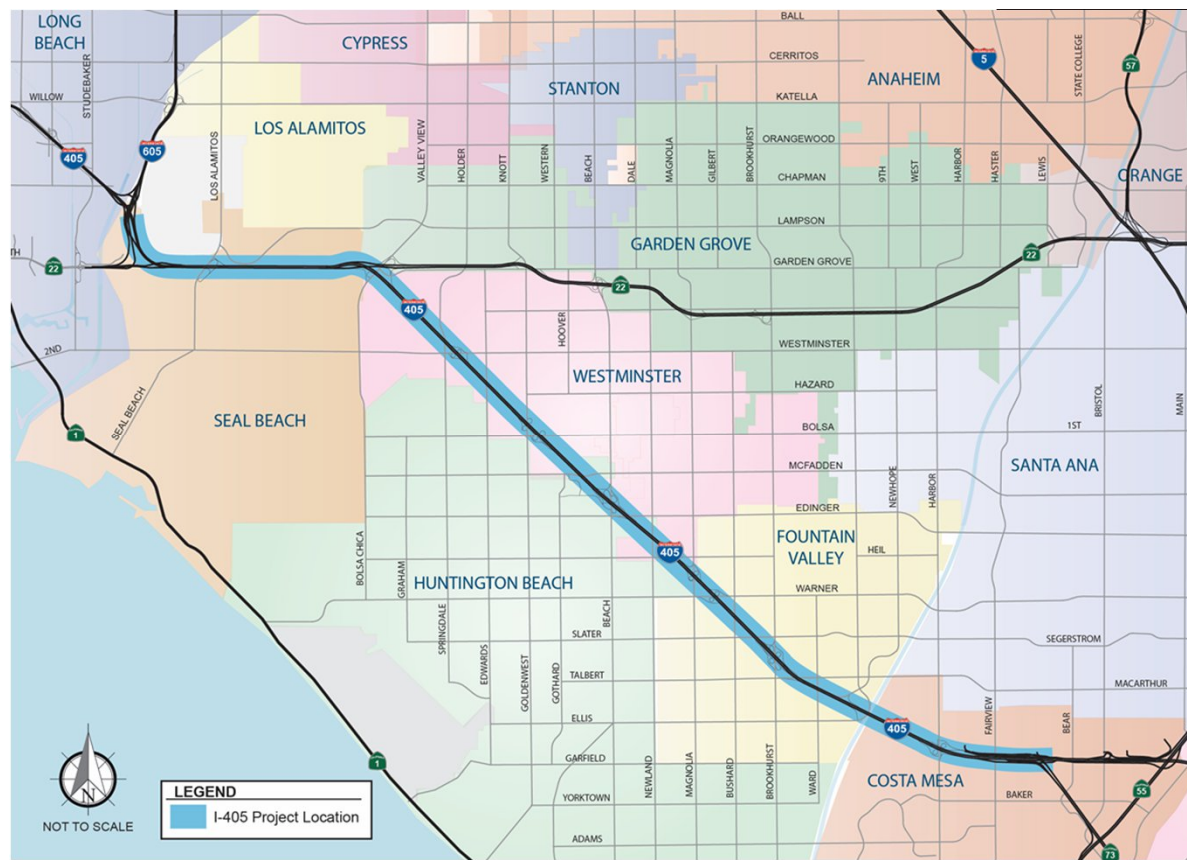 LONG
BEACH
CYPRESS
BALL
CERRITOS
STANTON
ANAHEIM
5
57
STATE COLLEGE
STUDEBAKER
WILLOW
KATELLA
LOS ALAMITOS
405
605
LOS ALAMITOS
VALLEY VIEW
HOLDER
KNOTT
WESTERN
BEACH
DALE
MAGNOLIA
GILBERT
BROOKHURST
ORANGEWOOD
9TH
WEST
HARBOR
HASTER
LEWIS
CHAPMAN
ORANGE
LAMPSON
GARDEN GROVE
GARDEN GROVE
22
TH
22
22
405
HOOVER
2ND
WESTMINSTER
WESTMINSTER
HAZARD
SEAL BEACH
SEAL BEACH
1
BOLSA
BRISTOL
MAIN
1ST
MCFADDEN
SANTA ANA
NEWHOPE
HARBOR
EDINGER
FOUNTAIN
VALLEY
HEIL
405
BOLSA CHICA
GRAHAM
HUNTINGTON BEACH
WARNER
SPRINGDALE
EDWARDS
GOLDENWEST
GOTHARD
BEACH
SLATER
SEGERSTROM
TALBERT
MACARTHUR
ELLIS
405
FAIRVIEW
BEAR
GARFIELD
NEWLAND
MAGNOLIA
BUSHARD
BROOKHURST
WARD
COSTA MESA
1
YORKTOWN
BAKER
55
ADAMS
73
N
NOT TO SCALE
LEGEND
I-405 Project Location